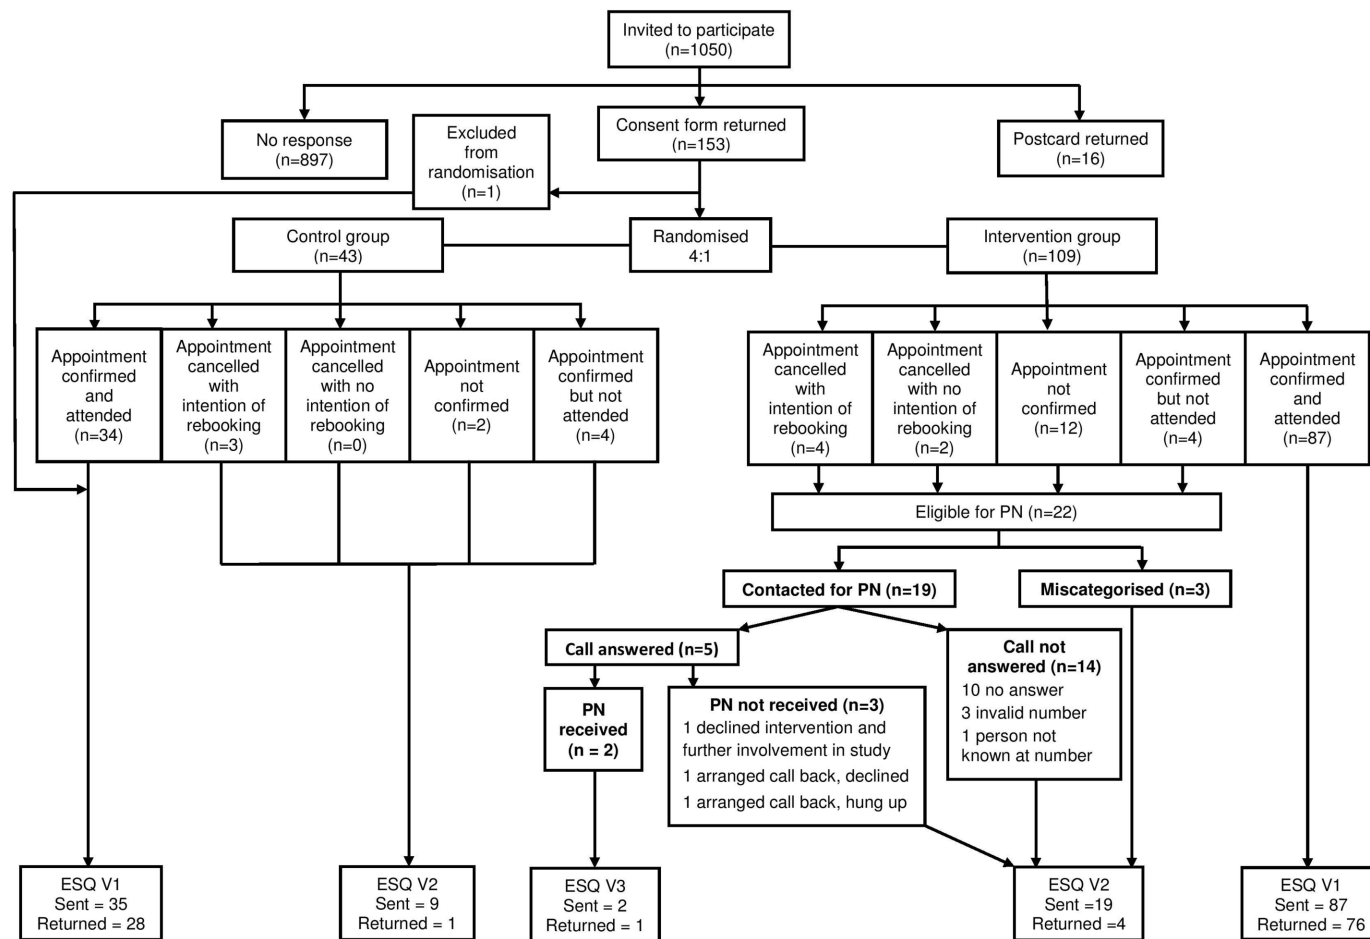 Invited to participate
(n=1050)
No response
(n=897)
Excluded
from
randomisation
(n=1)
Consent form returned
(n=153)
Postcard returned
(n=16)
Control group
(n=43)
Randomised
4:1
Intervention group
(n=109)
Appointment
confirmed
and
attended
(n=34)
Appointment
cancelled
with
intention of
rebooking
(n=3)
Appointment
cancelled
with no
intention of
rebooking
(n=0)
Appointment
not
confirmed
(n=2)
Appointment
confirmed
but not
attended
(n=4)
Appointment
cancelled
with
intention of
rebooking
(n=4)
Appointment
cancelled
with no
intention of
rebooking
(n=2)
Appointment
not
confirmed
(n=12)
Appointment
confirmed
but not
attended
(n=4)
Appointment
confirmed
and
attended
(n=87)
Eligible for PN (n=22)
Contacted for PN (n=19)
Miscategorised (n=3)
Call answered (n=5)
Call not
answered (n=14)
10 no answer
3 invalid number
1 person not
known at number
PN
received
(n = 2)
PN not received (n=3)
1 declined intervention and
further involvement in study
1 arranged call back, declined
1 arranged call back, hung up
ESQ V1
Sent = 35
Returned = 28
ESQ V2
Sent = 9
Returned = 1
ESQ V3
Sent = 2
Returned = 1
ESQ V2
Sent =19
Returned =4
ESQ V1
Sent = 87
Returned = 76